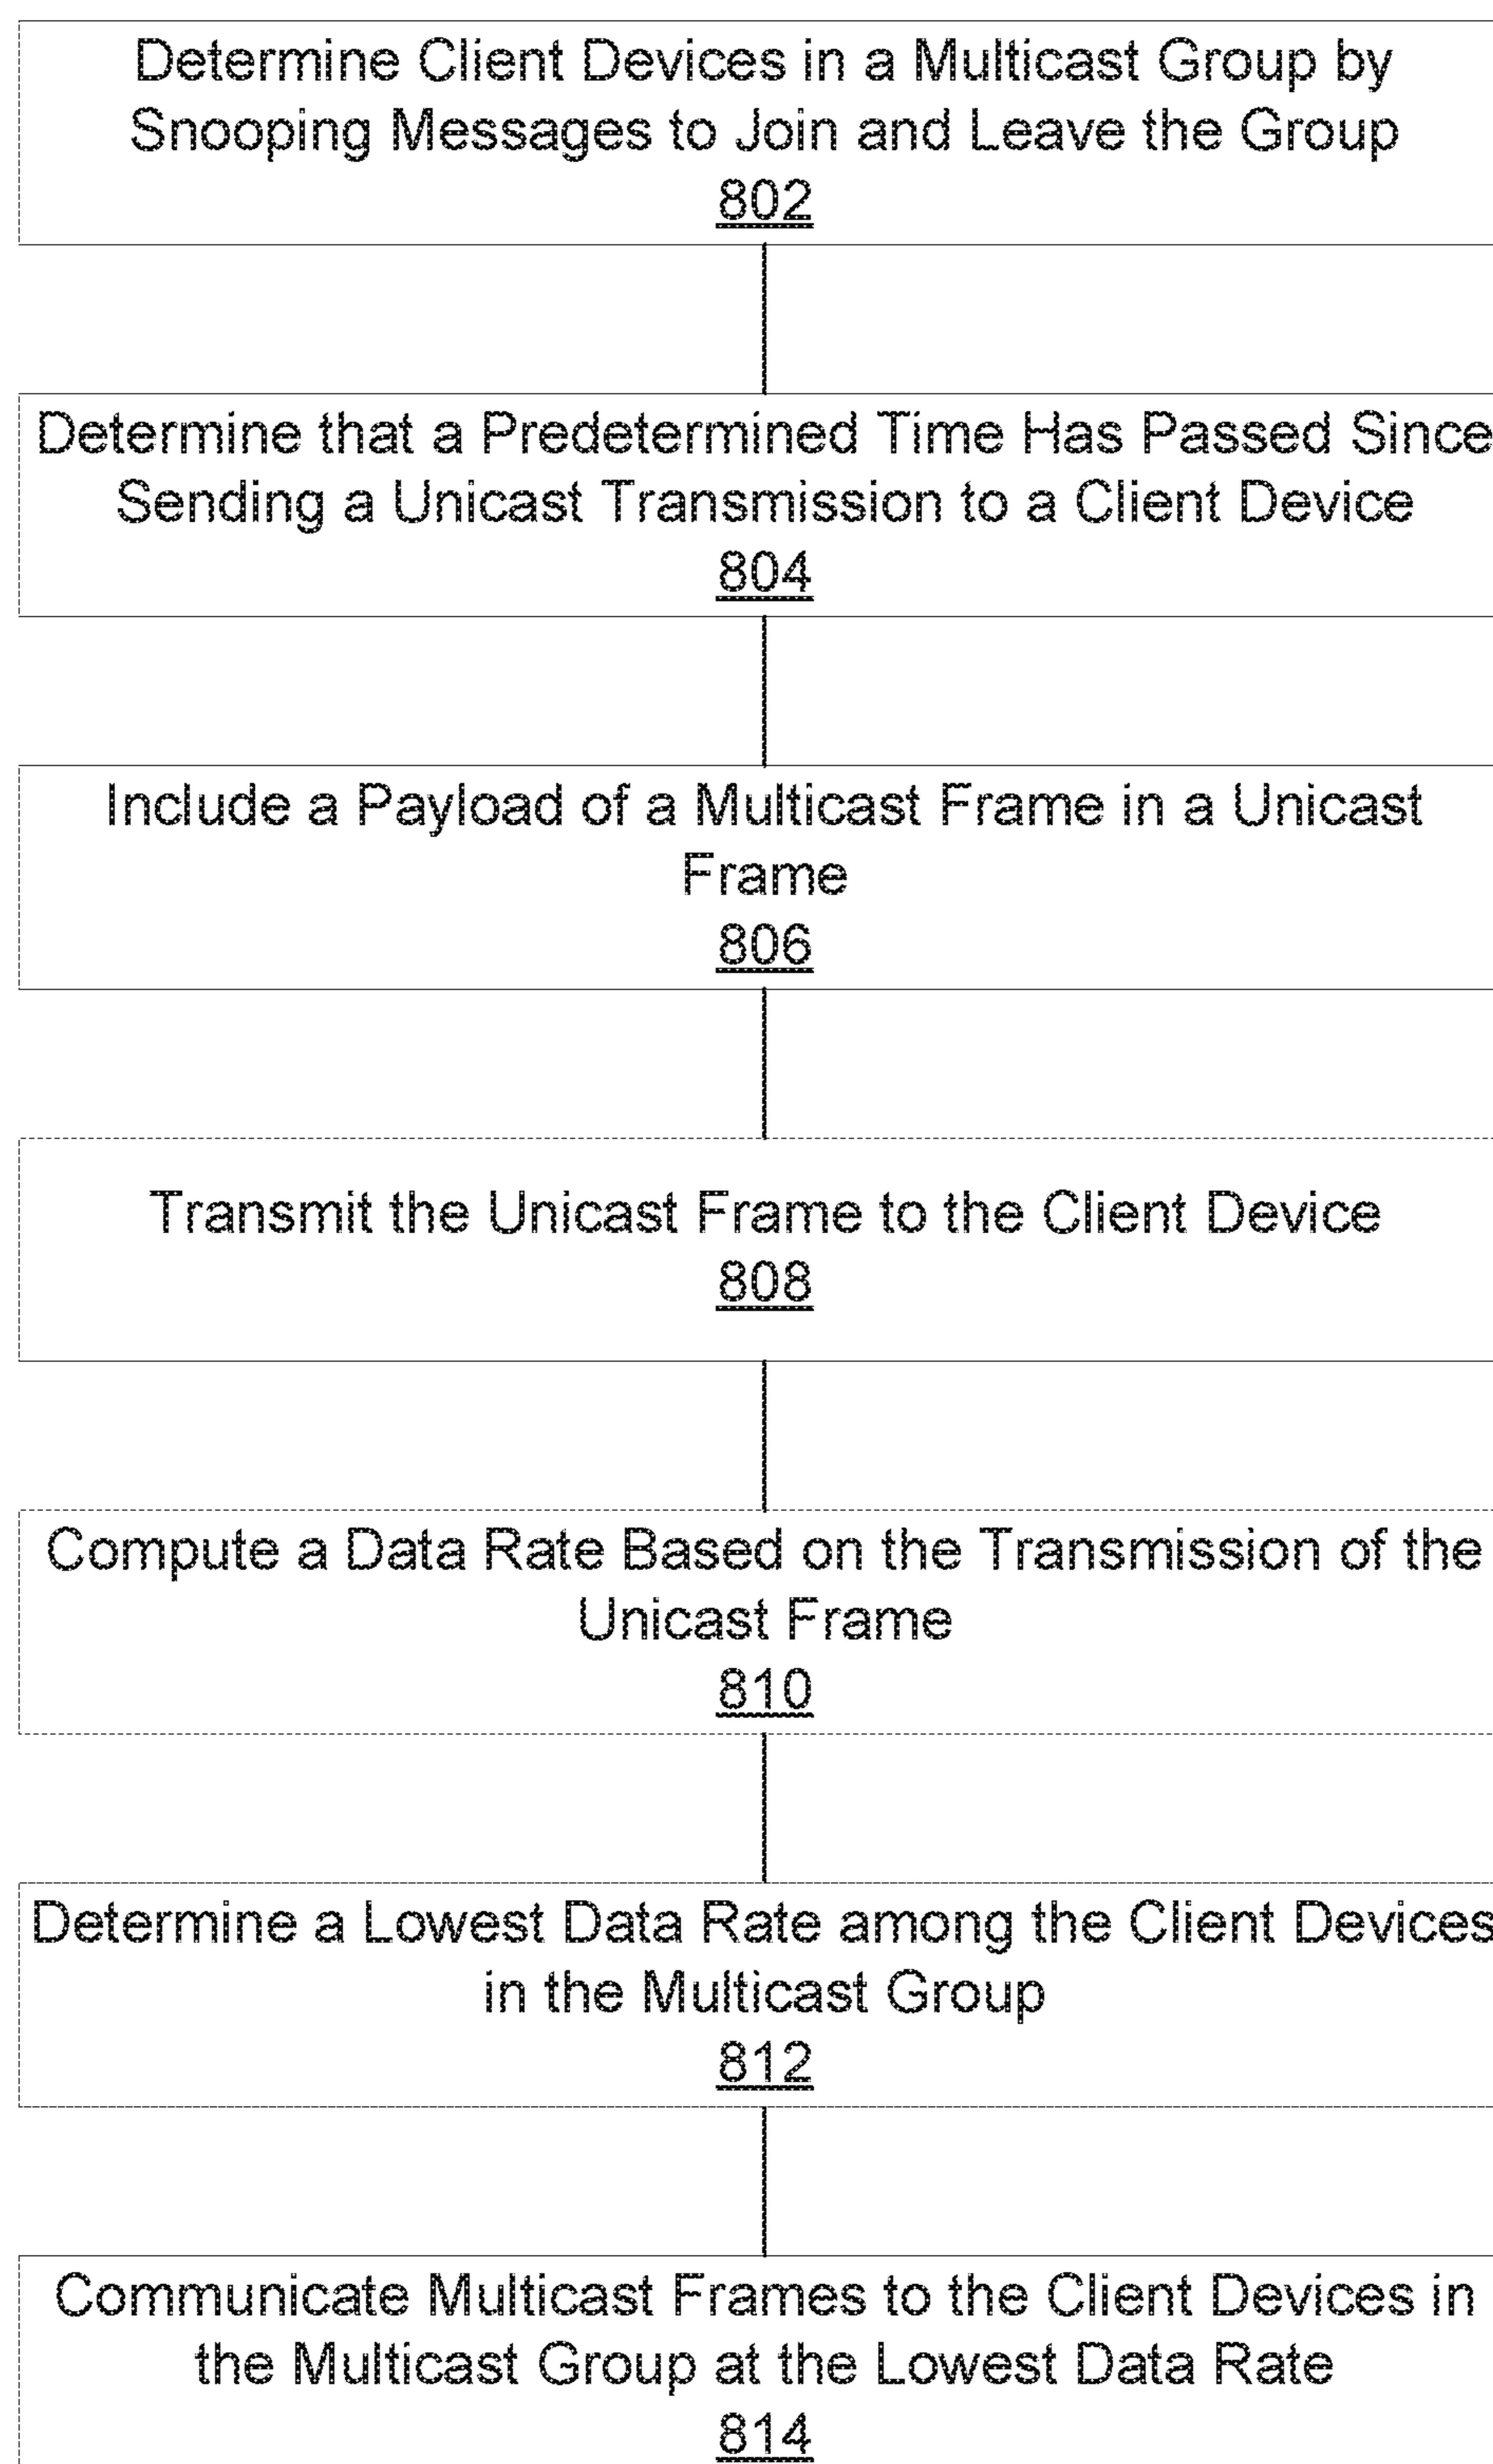 Determine Client Devices in a Multicast Group by
Snooping Messages to Join and Leave the Group
802
Determine that a Predetermined Time Has Passed Since
Sending a Unicast Transmission to a Client Device
804
Include a Payload of a Multicast Frame in a Unicast
Frame
806
Transmit the Unicast Frame to the Client Device
808
Compute a Data Rate Based on the Transmission of the
Unicast Frame
810
Determine a Lowest Data Rate among the Client Devices
in the Multicast Group
812
Communicate Multicast Frames to the Client Devices in
the Multicast Group at the Lowest Data Rate
814